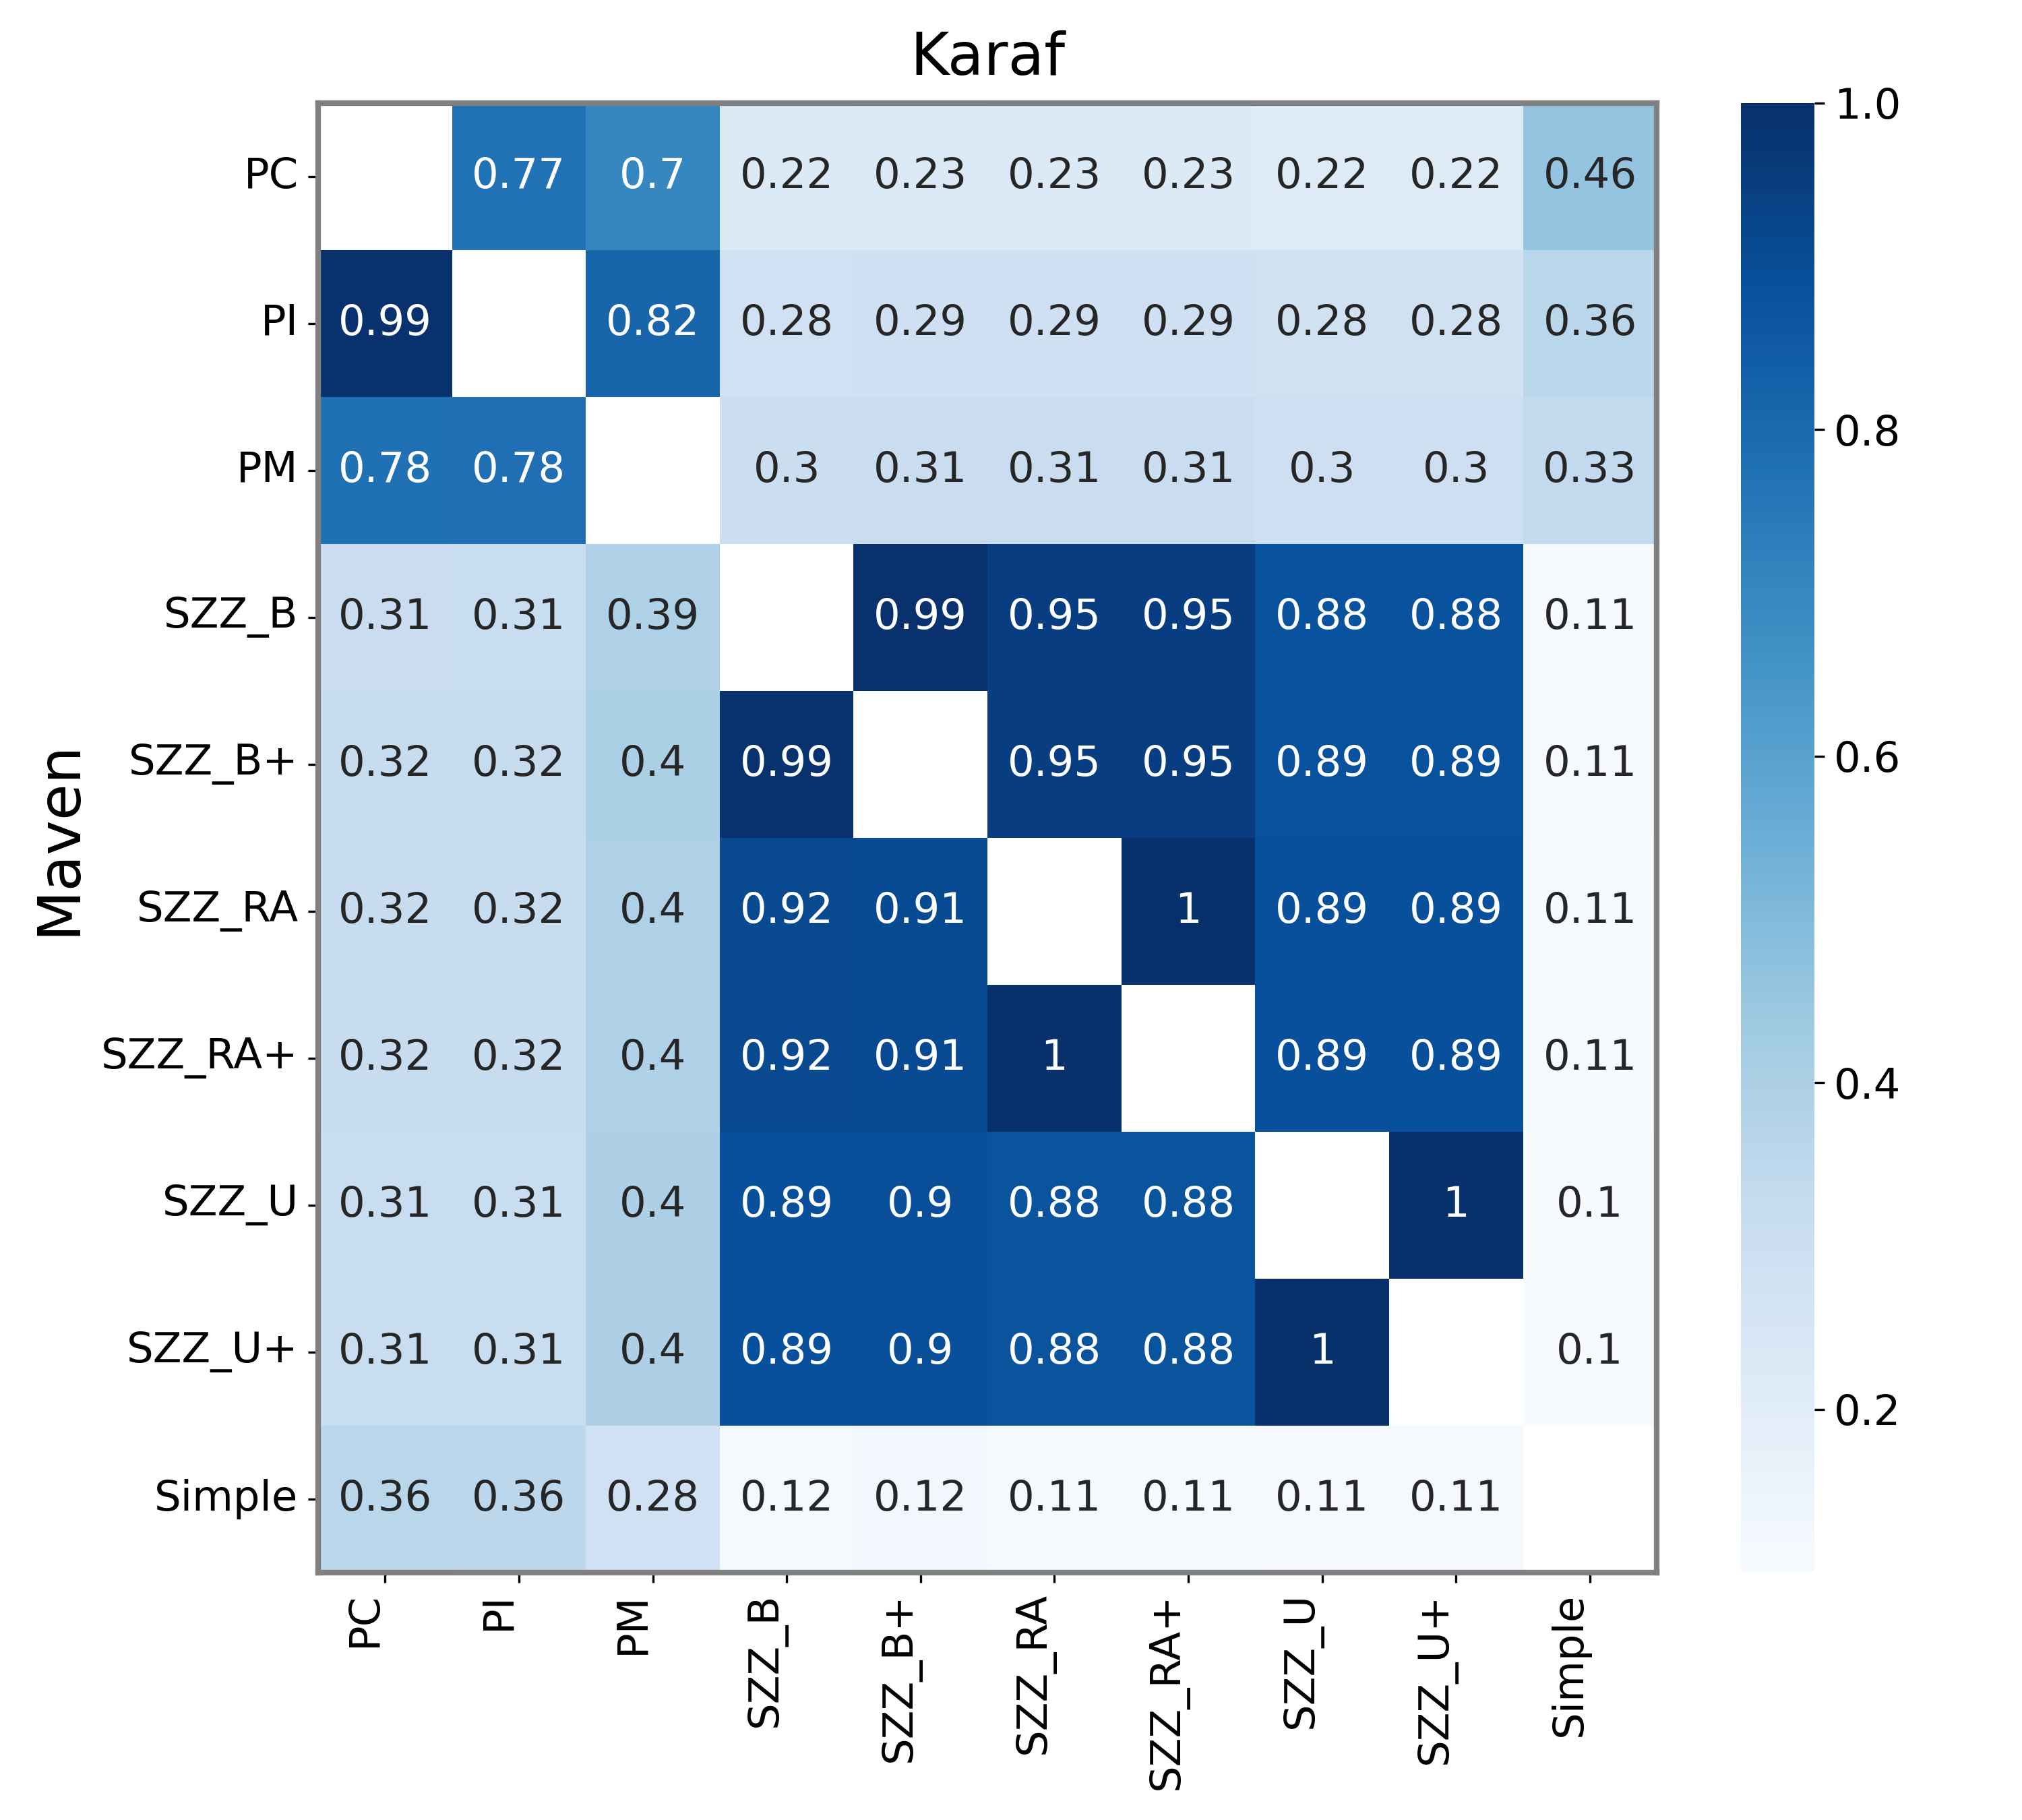 Karaf
1.0
PC 0.77 0.7 0.22 0.23 0.23 0.23 0.22 0.22 0.46
PI 0.99 0.82 0.28 0.29 0.29 0.29 0.28 0.28 0.36
0.8
PM 0.78 0.78 0.3 0.31 0.31 0.31 0.3 0.3 0.33
SZZ_B 0.31 0.31 0.39 0.99 0.95 0.95 0.88 0.88 0.11
0.6
SZZ_B+ 0.32 0.32 0.4 0.99 0.95 0.95 0.89 0.89 0.11
Maven
SZZ_RA 0.32 0.32 0.4 0.92 0.91 1 0.89 0.89 0.11
SZZ_RA+ 0.32 0.32 0.4 0.92 0.91 1 0.89 0.89 0.11
0.4
SZZ_U 0.31 0.31 0.4 0.89 0.9 0.88 0.88 1 0.1
SZZ_U+ 0.31 0.31 0.4 0.89 0.9 0.88 0.88 1 0.1
0.2
Simple 0.36 0.36 0.28 0.12 0.12 0.11 0.11 0.11 0.11
PC PI PM SZZ_B SZZ_B+ SZZ_RA SZZ_RA+ SZZ_U SZZ_U+ Simple